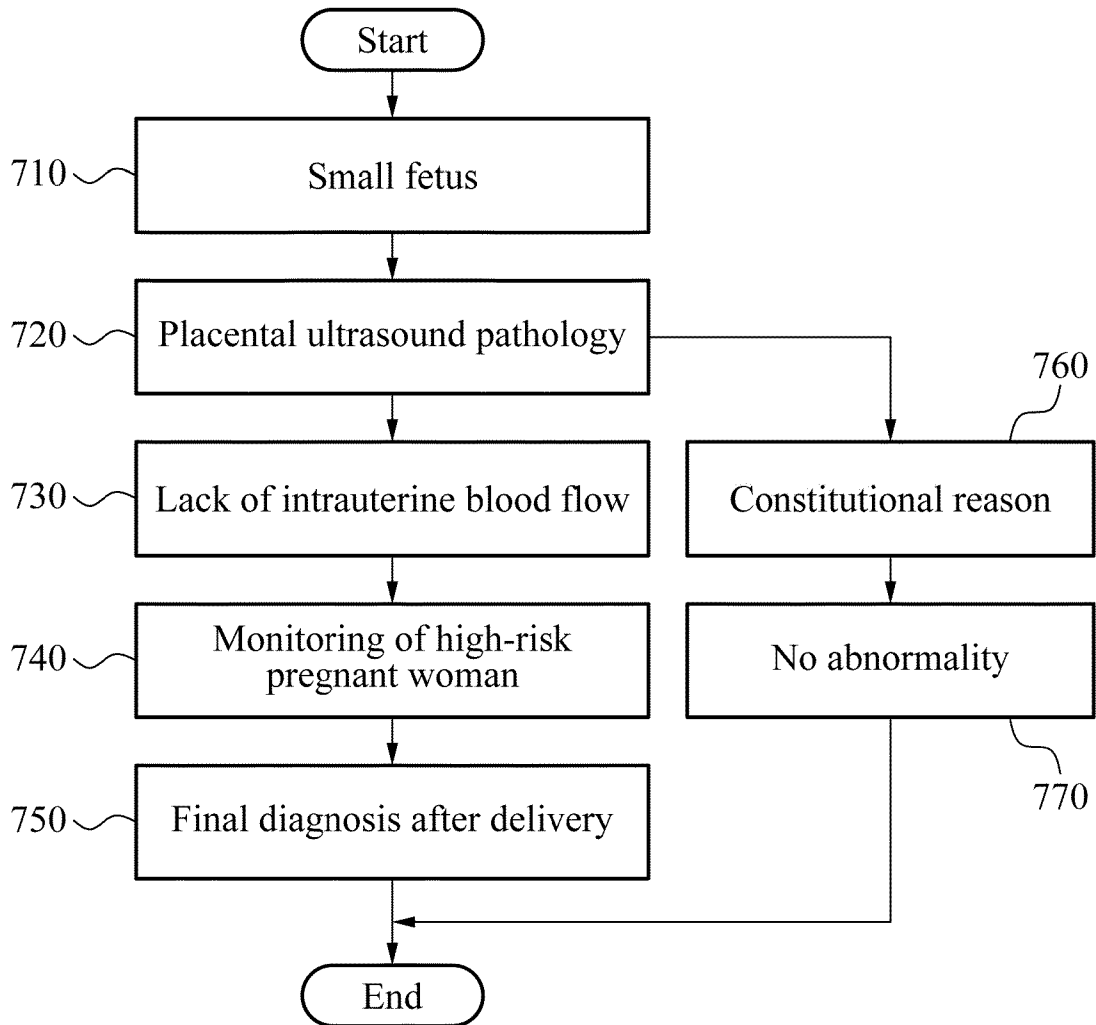 Start
710
Small fetus
720
Placental ultrasound pathology
760
730
Lack of intrauterine blood flow
Constitutional reason
740
Monitoring of high-risk
pregnant woman
No abnormality
750
Final diagnosis after delivery
770
End